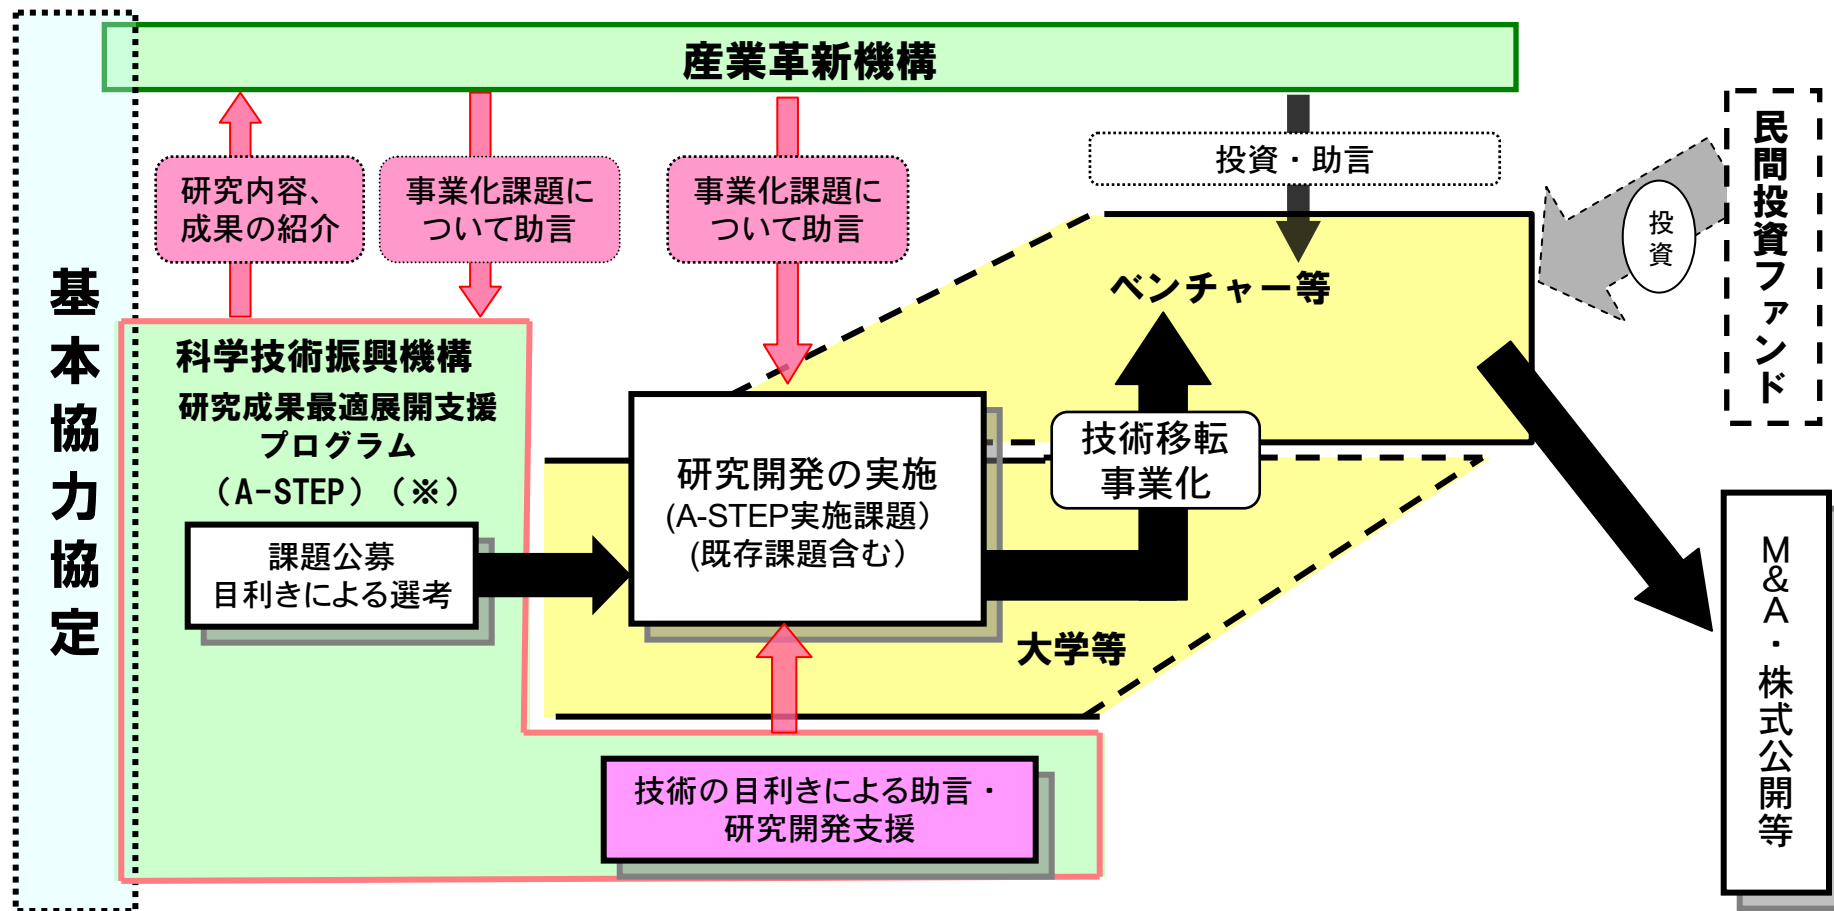 産業革新機構
基本協力協定
研究内容、
成果の紹介
事業化課題に
ついて助言
事業化課題に
ついて助言
投資・助言
投資
民間投資ファンド
ベンチャー等
科学技術振興機構
研究成果最適展開支援
プログラム
（A-STEP）（※）
課題公募
目利きによる選考
研究開発の実施
(A-STEP実施課題）
(既存課題含む）
技術移転
事業化
大学等
技術の目利きによる助言・
研究開発支援
M&A・株式公開等